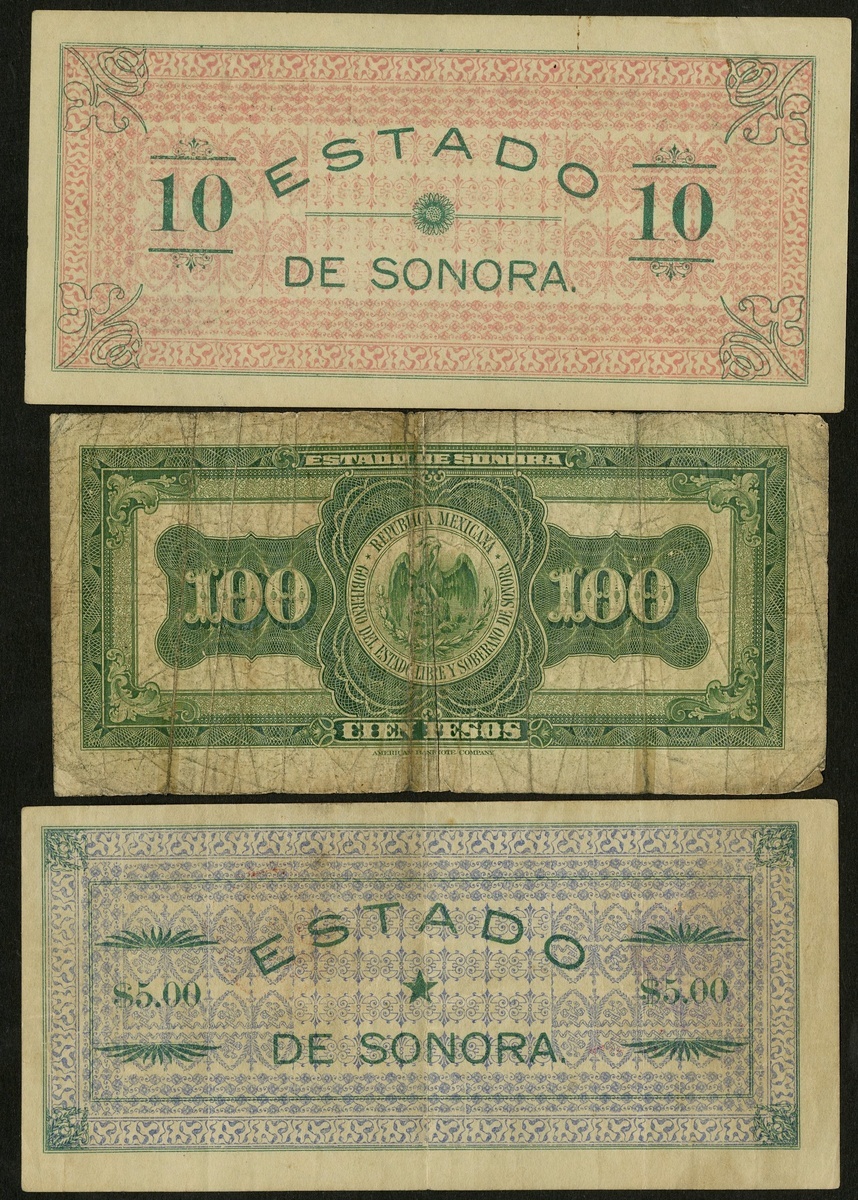 ESTADO
10 10
DE SONORA.
ESTADO DE SONORA
REPUBLICA MEXICANA
100 100
GOBIERNO DEL ESTADO LIBRE Y SOBERANO DE SONORA
CIEN PESOS
AMERICAN BANK NOTE COMPANY
ESTADO
$5.00 $5.00
DE SONORA.